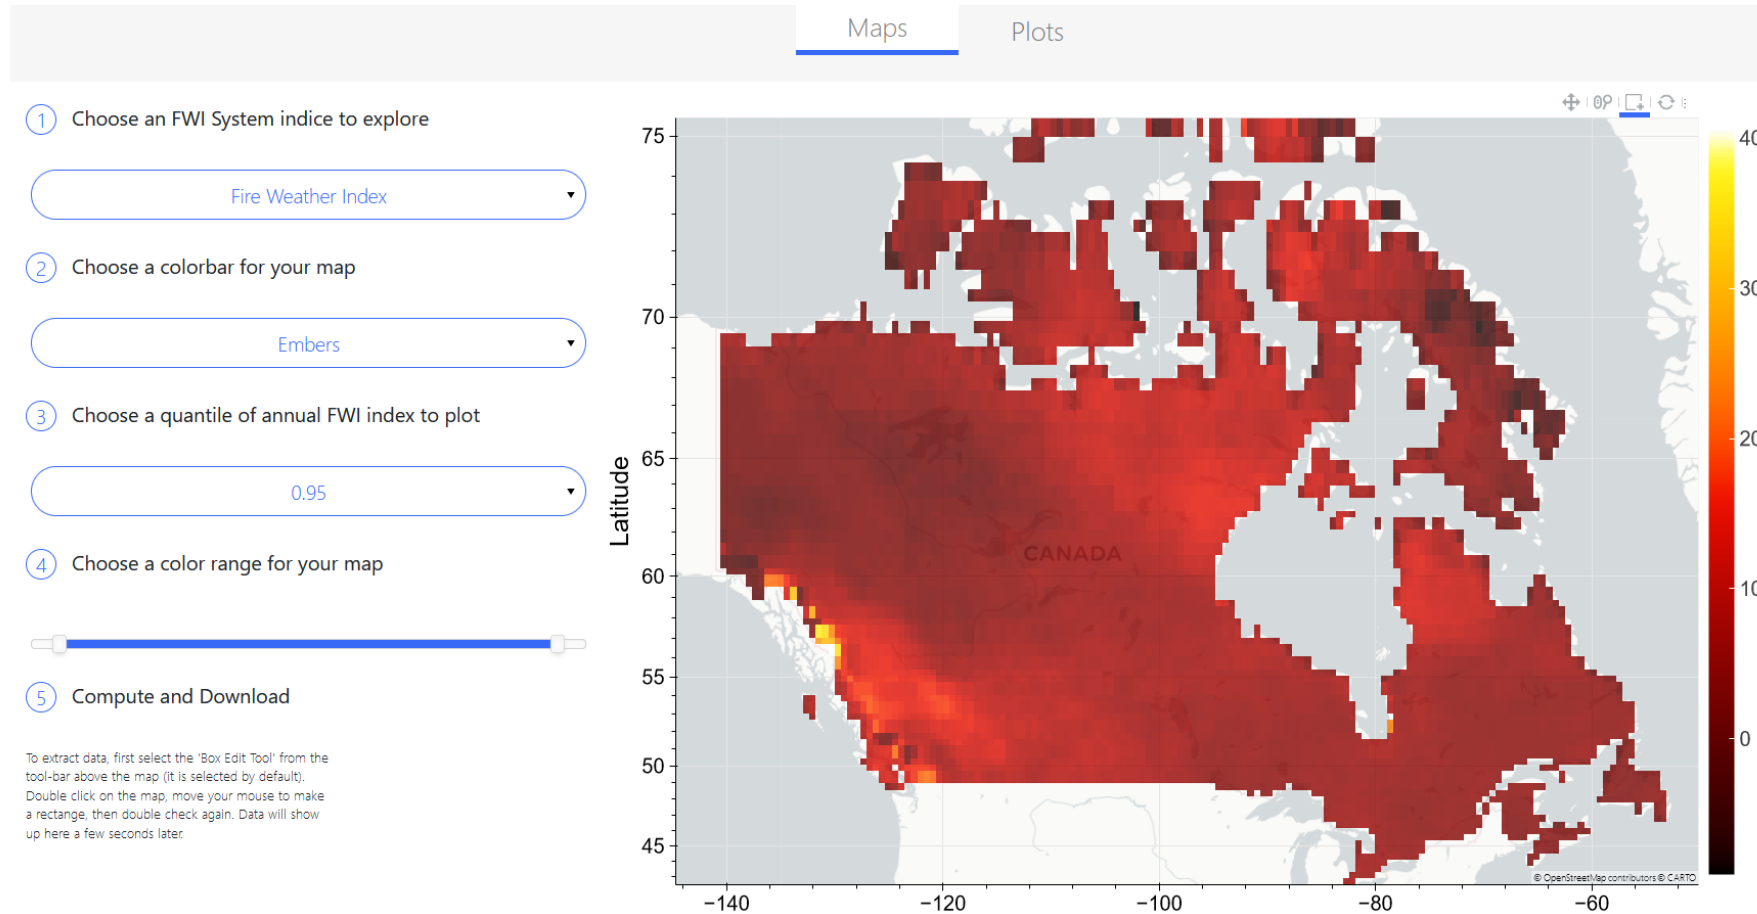 Maps
Plots
1 Choose an FWI System indice to explore
Fire Weather Index
2 Choose a colorbar for your map
Embers
3 Choose a quantile of annual FWI index to plot
0.95
4 Choose a color range for your map
5 Compute and Download
To extract data, first select the 'Box Edit Tool' from the
tool-bar above the map (it is selected by default).
Double click on the map, move your mouse to make
a rectange, then double check again. Data will show
up here a few seconds later.
Latitude
75
70
65
60
55
50
45
CANADA
© OpenStreetMap contributors © CARTO
−140
−120
−100
−80
−60
40
30
20
10
0